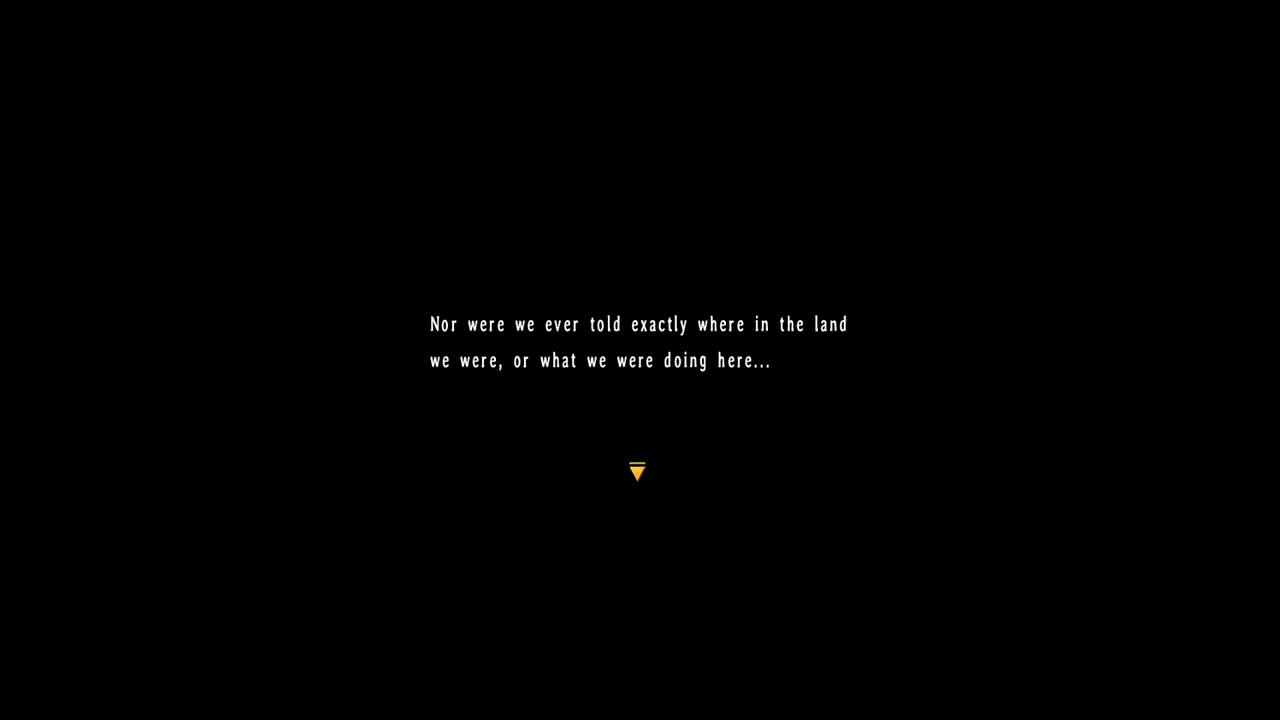 Nor were we ever told exactly where in the land
we were, or what we were doing here...